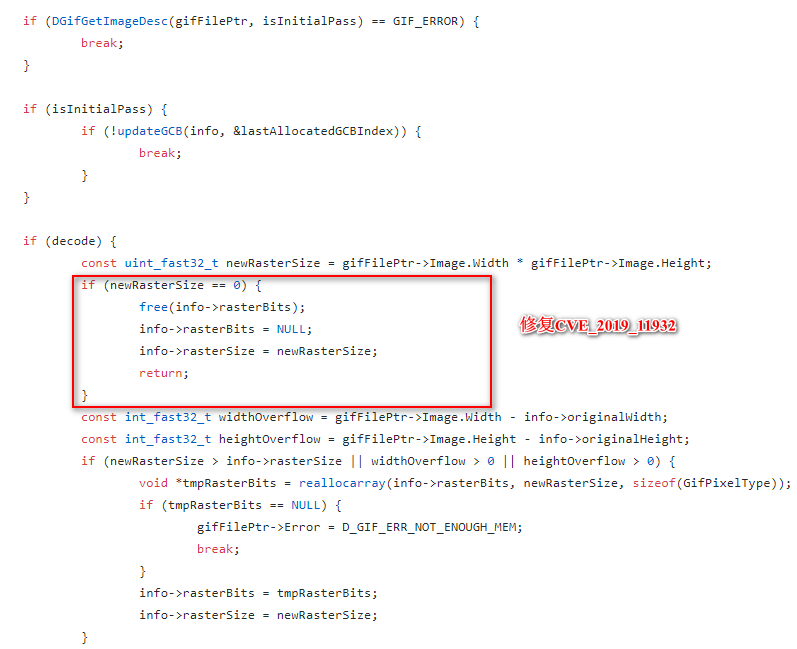 if (DGifGetImageDesc(gifFilePtr, isInitialPass) == GIF_ERROR) {
        break;
}

if (isInitialPass) {
        if (!updateGCB(info, &lastAllocatedGCBIndex)) {
                break;
        }
}

if (decode) {
        const uint_fast32_t newRasterSize = gifFilePtr->Image.Width * gifFilePtr->Image.Height;
        if (newRasterSize == 0) {
                free(info->rasterBits);
                info->rasterBits = NULL;
                info->rasterSize = newRasterSize;
                return;
        }
修复CVE_2019_11932
        const int_fast32_t widthOverflow = gifFilePtr->Image.Width - info->originalWidth;
        const int_fast32_t heightOverflow = gifFilePtr->Image.Height - info->originalHeight;
        if (newRasterSize > info->rasterSize || widthOverflow > 0 || heightOverflow > 0) {
                void *tmpRasterBits = reallocarray(info->rasterBits, newRasterSize, sizeof(GifPixelType));
                if (tmpRasterBits == NULL) {
                        gifFilePtr->Error = D_GIF_ERR_NOT_ENOUGH_MEM;
                        break;
                }
                info->rasterBits = tmpRasterBits;
                info->rasterSize = newRasterSize;
        }